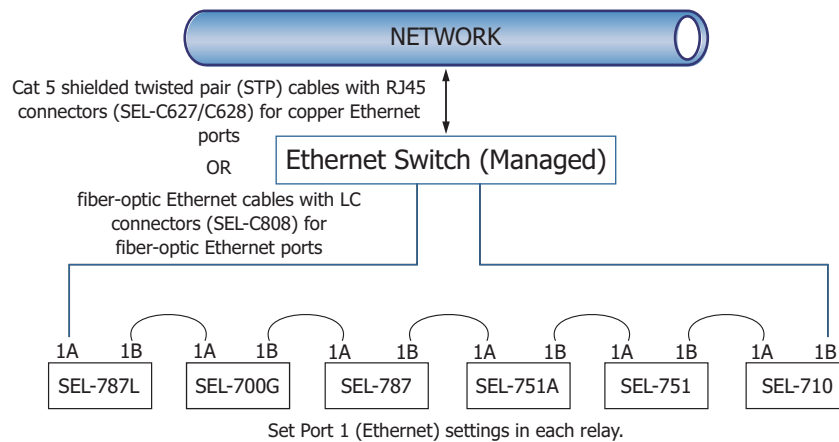 NETWORK
Cat 5 shielded twisted pair (STP) cables with RJ45
connectors (SEL-C627/C628) for copper Ethernet
ports
OR
fiber-optic Ethernet cables with LC
connectors (SEL-C808) for
fiber-optic Ethernet ports
Ethernet Switch (Managed)
1A 1B 1A 1B 1A 1B 1A 1B 1A 1B 1A 1B
SEL-787L SEL-700G SEL-787 SEL-751A SEL-751 SEL-710
Set Port 1 (Ethernet) settings in each relay.